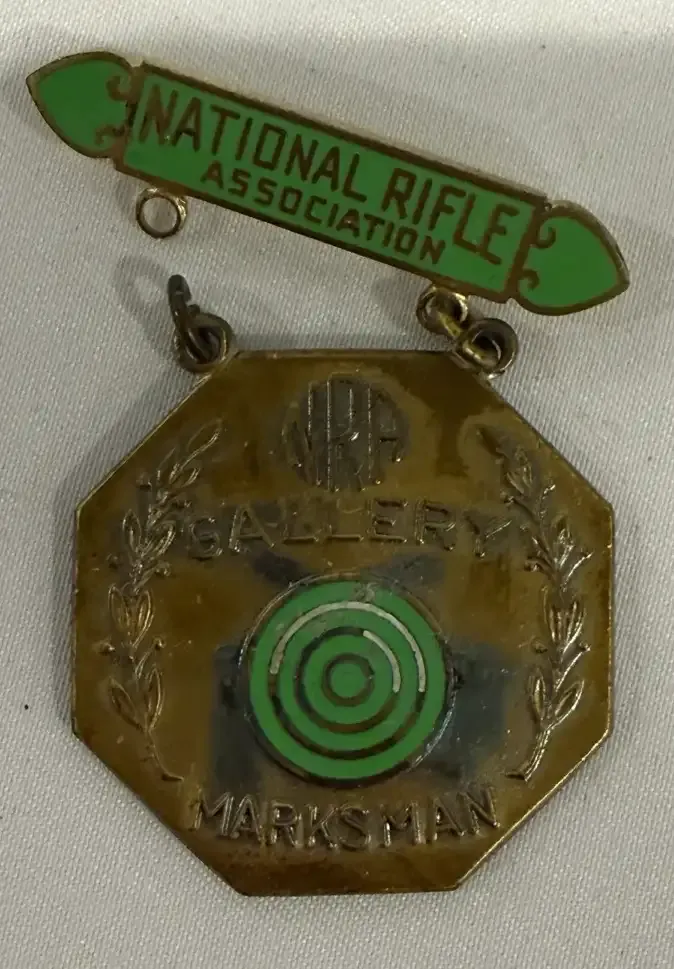 NATIONAL RIFLE
ASSOCIATION
NRA
GALLERY
MARKSMAN